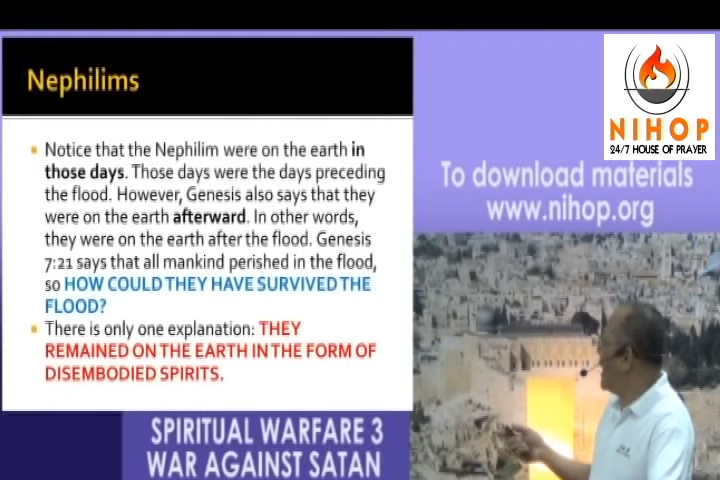 Nephilims
Notice that the Nephilim were on the earth in
those days. Those days were the days preceding
the flood. However, Genesis also says that they
were on the earth afterward. In other words,
they were on the earth after the flood. Genesis
7:21 says that all mankind perished in the flood,
so HOW COULD THEY HAVE SURVIVED THE
FLOOD?
There is only one explanation: THEY
REMAINED ON THE EARTH IN THE FORM OF
DISEMBODIED SPIRITS.
NIHOP
24/7 HOUSE OF PRAYER
To download materials
www.nihop.org
SPIRITUAL WARFARE 3
WAR AGAINST SATAN